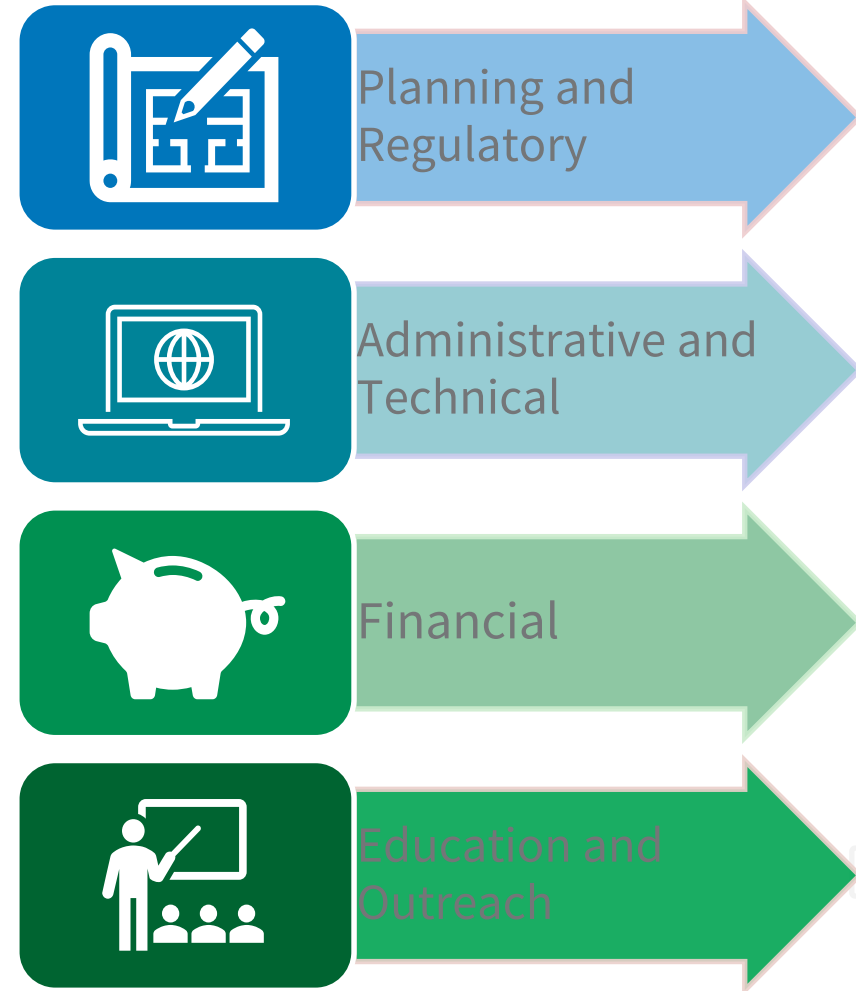 Planning and
Regulatory
Administrative and
Technical
Financial
Education and
Outreach